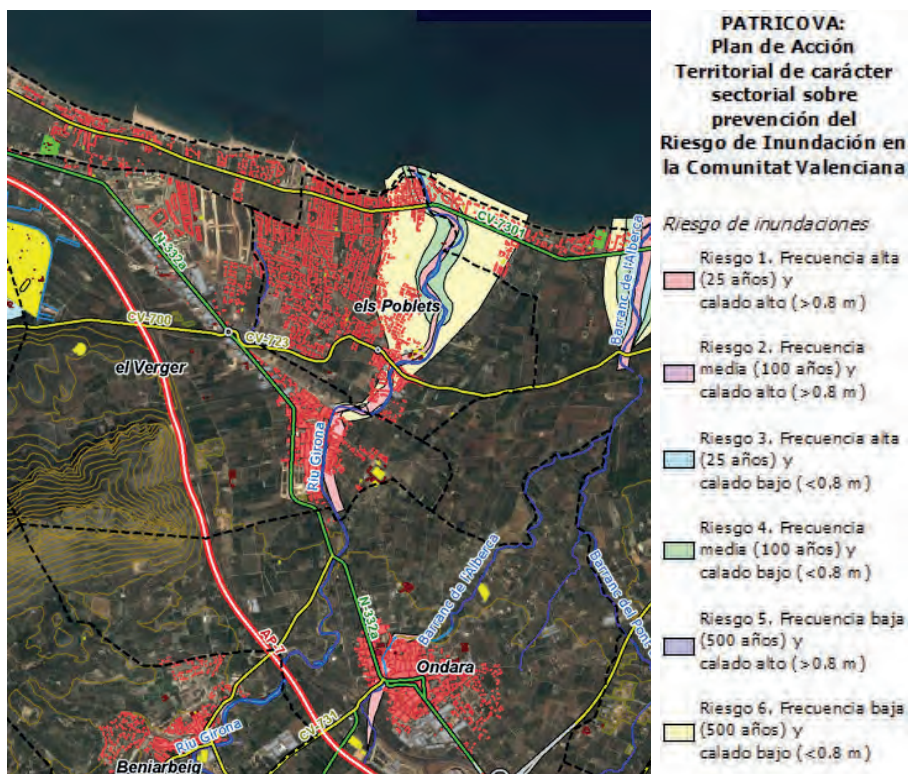 PATRICOVA:
Plan de Acción
Territorial de carácter
sectorial sobre
prevención del
Riesgo de Inundación en
la Comunitat Valenciana
Riesgo de inundaciones
Riesgo 1. Frecuencia alta
(25 años) y
calado alto (>0.8 m)
Riesgo 2. Frecuencia
media (100 años) y
calado alto (>0.8 m)
Riesgo 3. Frecuencia alta
(25 años) y
calado bajo (<0.8 m)
Riesgo 4. Frecuencia
media (100 años) y
calado bajo (<0.8 m)
Riesgo 5. Frecuencia baja
(500 años) y
calado alto (>0.8 m)
Riesgo 6. Frecuencia baja
(500 años) y
calado bajo (<0.8 m)
CV-7301
N-332a
Barranc de l'Alberca
els Poblets
CV-700
CV-723
el Verger
Riu Girona
Barranc de l'Alberca
Barranc del Pont
N-332a
AP-7
Ondara
CV-731
Riu Girona
Beniarbeig